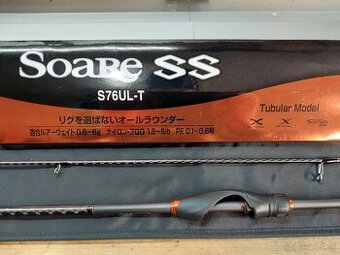 SOARE SS
S76UL-T
Tubular Model
リグを選ばないオールラウンダー
適合ルアーウェイト 0.6~8g ナイロン・フロロ 1.5~5lb PE 0.1~0.6号